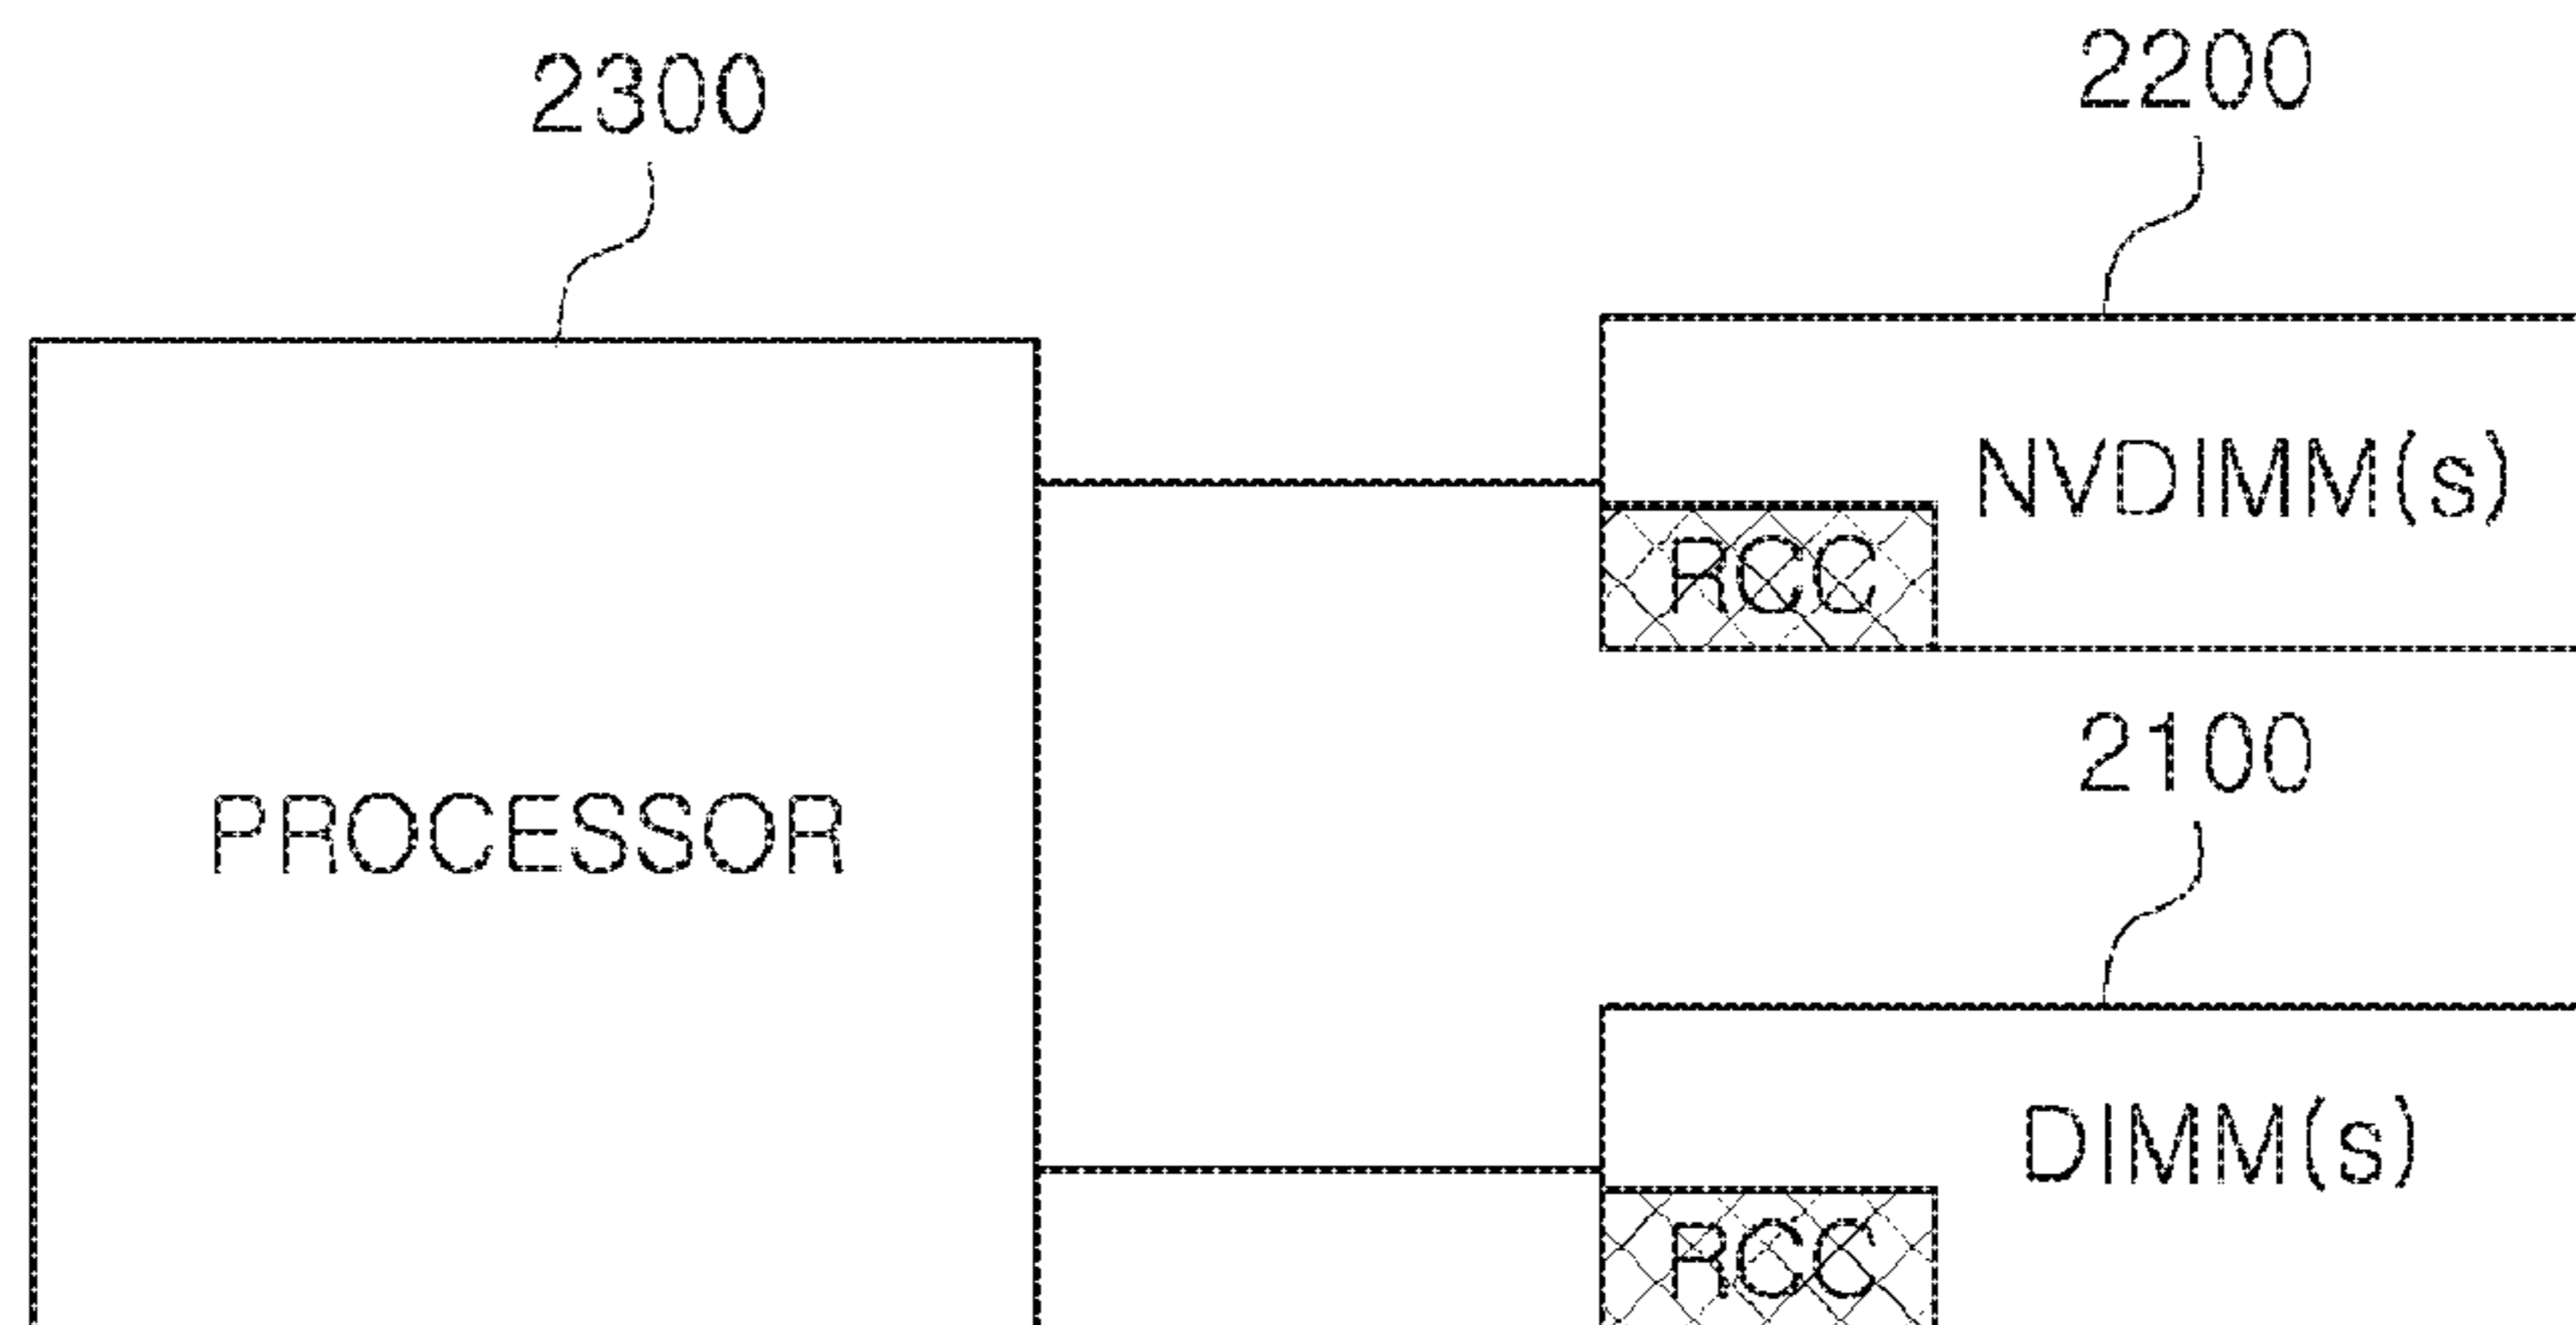 2300
2200
NVDIMM(s)
RCC
2100
PROCESSOR
DIMM(s)
RCC